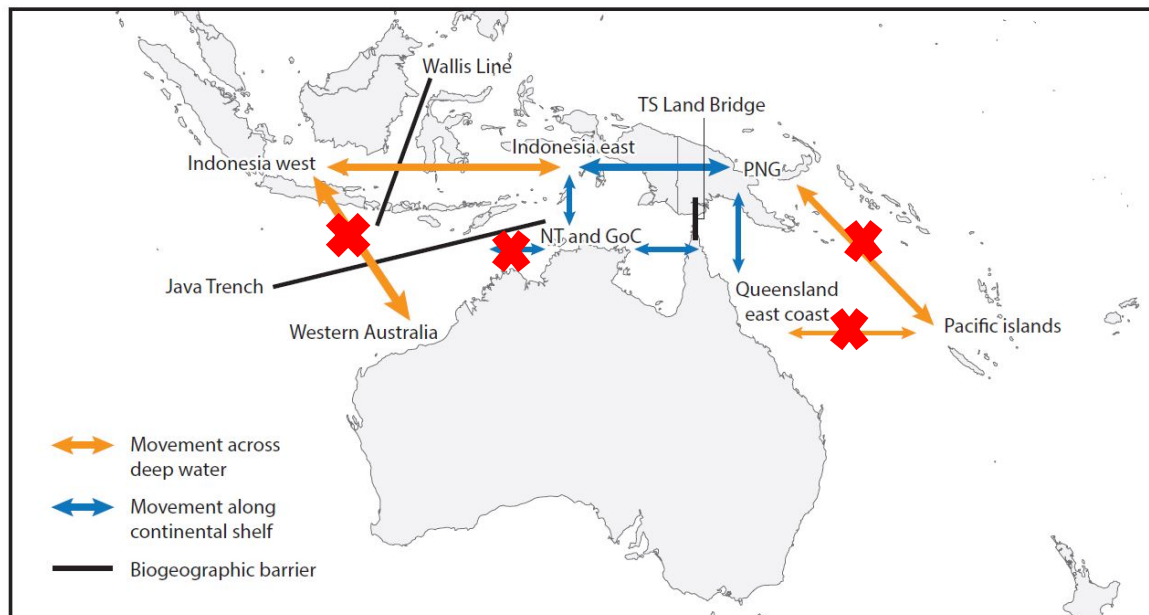 Wallis Line
TS Land Bridge
Indonesia west
Indonesia east
PNG
NT and GoC
Java Trench
Queensland
east coast
Western Australia
Pacific islands
Movement across
deep water
Movement along
continental shelf
Biogeographic barrier